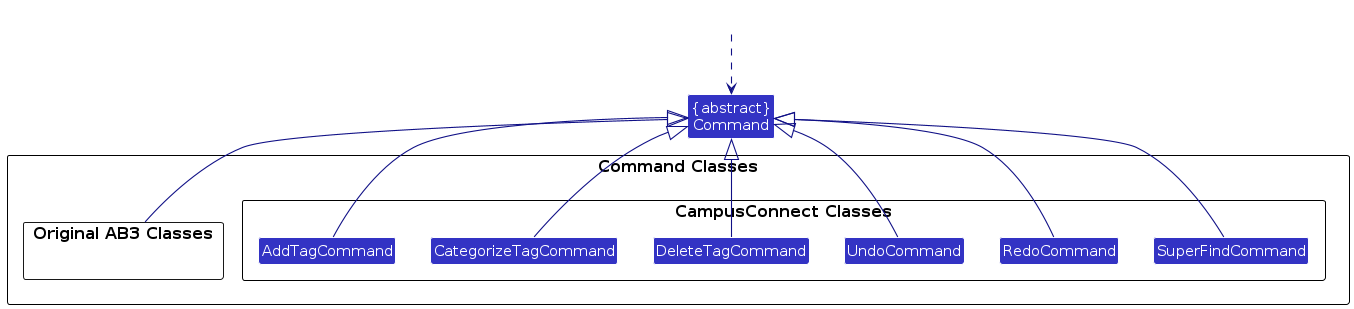 {abstract}
Command
Command Classes
CampusConnect Classes
Original AB3 Classes
AddTagCommand
CategorizeTagCommand
DeleteTagCommand
UndoCommand
RedoCommand
SuperFindCommand